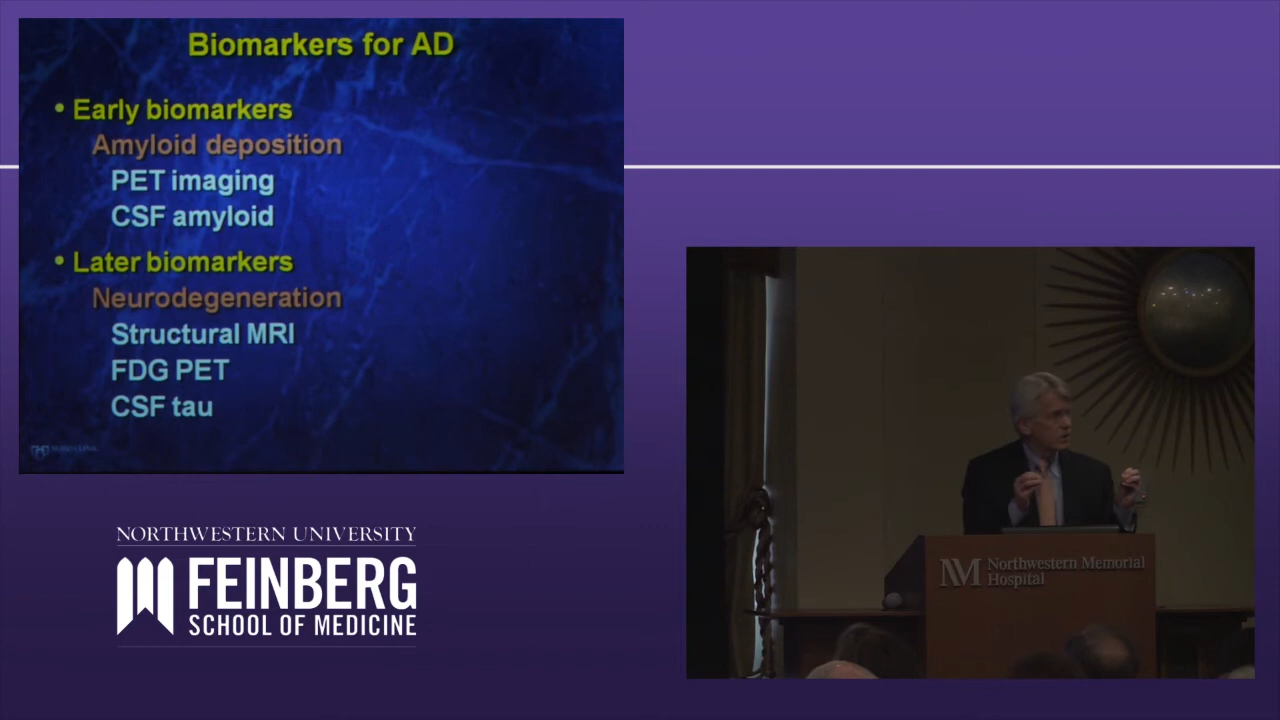 Biomarkers for AD
• Early biomarkers
Amyloid deposition
PET imaging
CSF amyloid
• Later biomarkers
Neurodegeneration
Structural MRI
FDG PET
CSF tau
NORTHWESTERN UNIVERSITY
FEINBERG
SCHOOL OF MEDICINE
NM Northwestern Memorial
Hospital